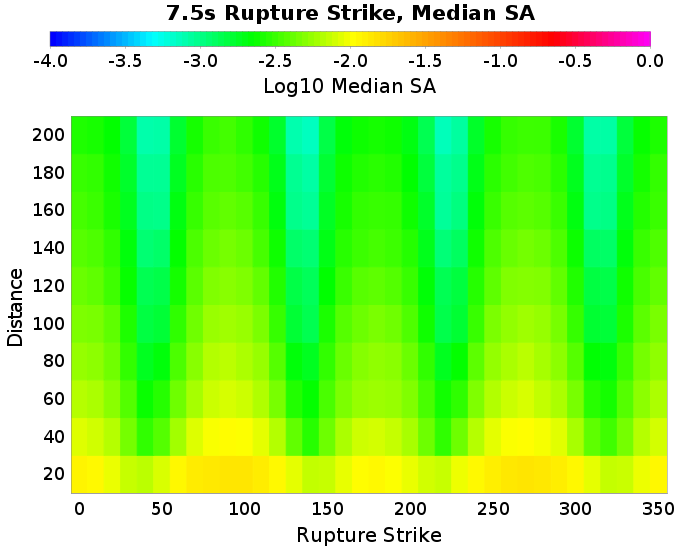 7.5s Rupture Strike, Median SA
-4.0 -3.5 -3.0 -2.5 -2.0 -1.5 -1.0 -0.5 0.0
Log10 Median SA
200
180
160
140
120
100
80
60
40
20
Distance
0 50 100 150 200 250 300 350
Rupture Strike